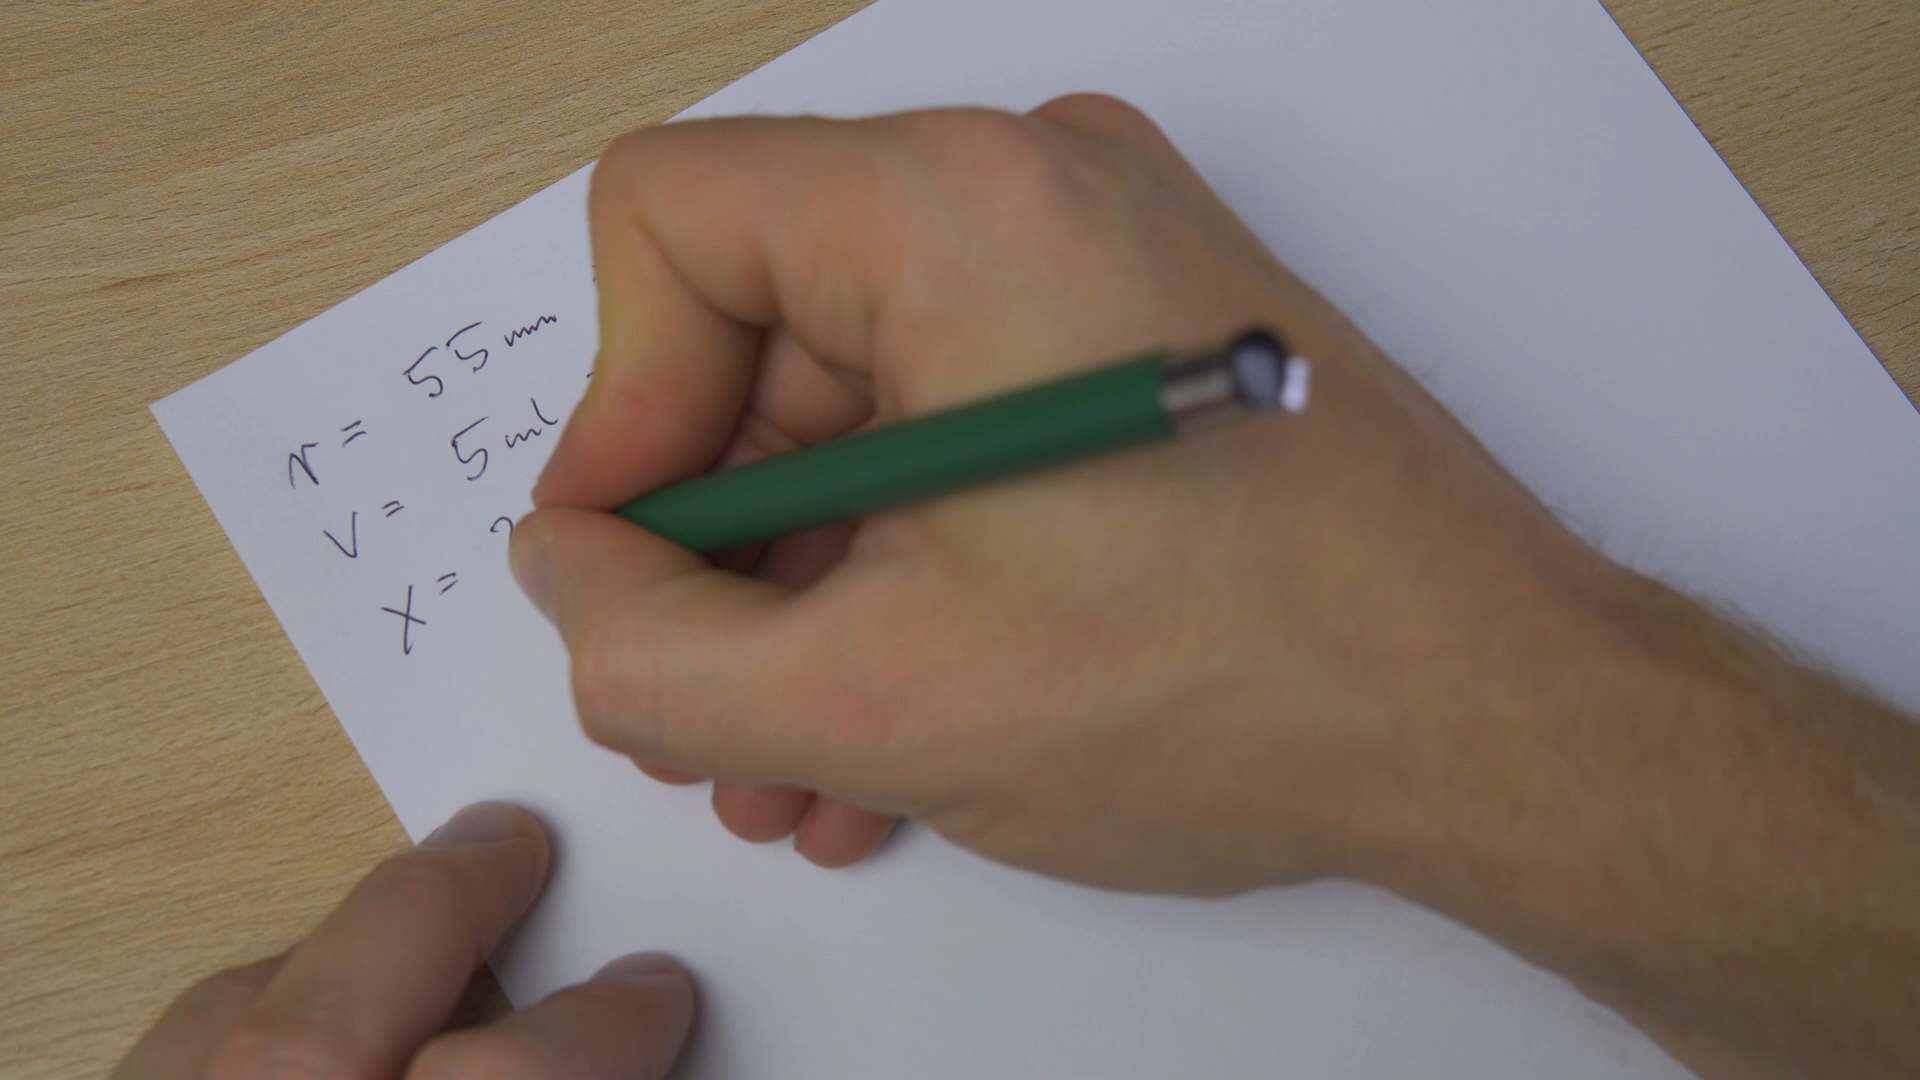 r = 55 mm
V = 5 ml
X = ?